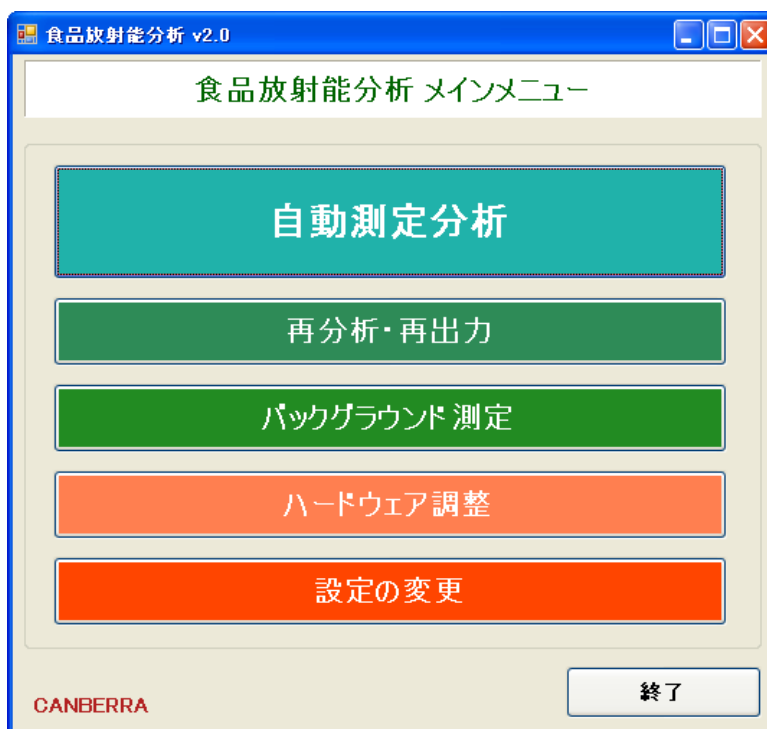 食品放射能分析 v2.0
食品放射能分析 メインメニュー
自動測定分析
再分析・再出力
バックグラウンド 測定
ハードウェア調整
設定の変更
終了
CANBERRA